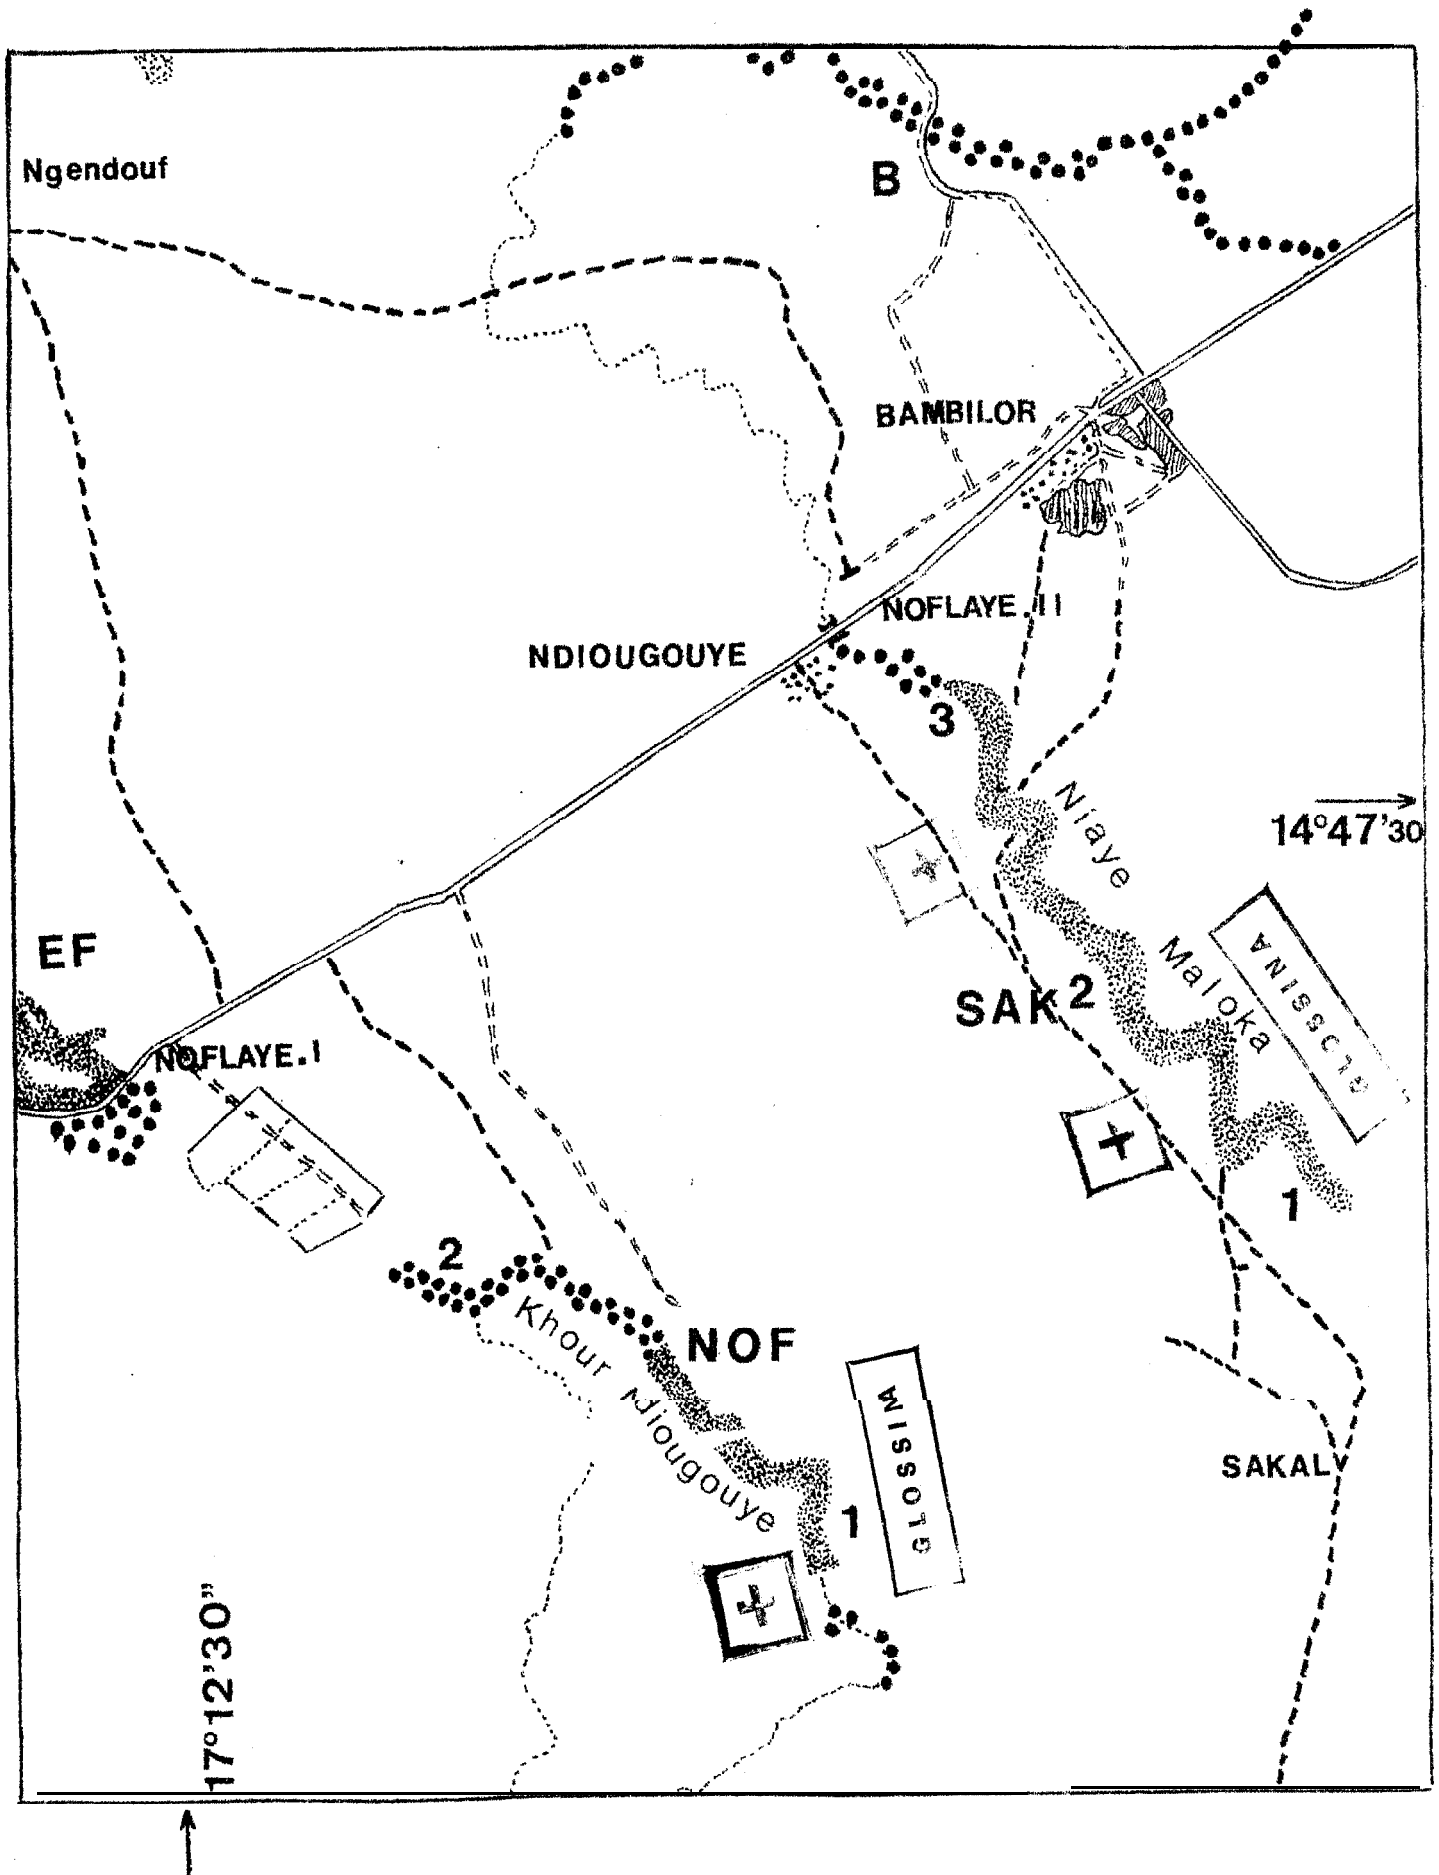 Ngendouf
B
BAMBILOR
NOFLAYE.II
NDIOUGOUYE
3
Niaye
14°47'30
EF
Maloka
GLOSSINA
SAK 2
NOFLAYE.I
1
2
Khour
NOF
Ndiougouye
GLOSSIM
SAKAL
1
17°12'30"